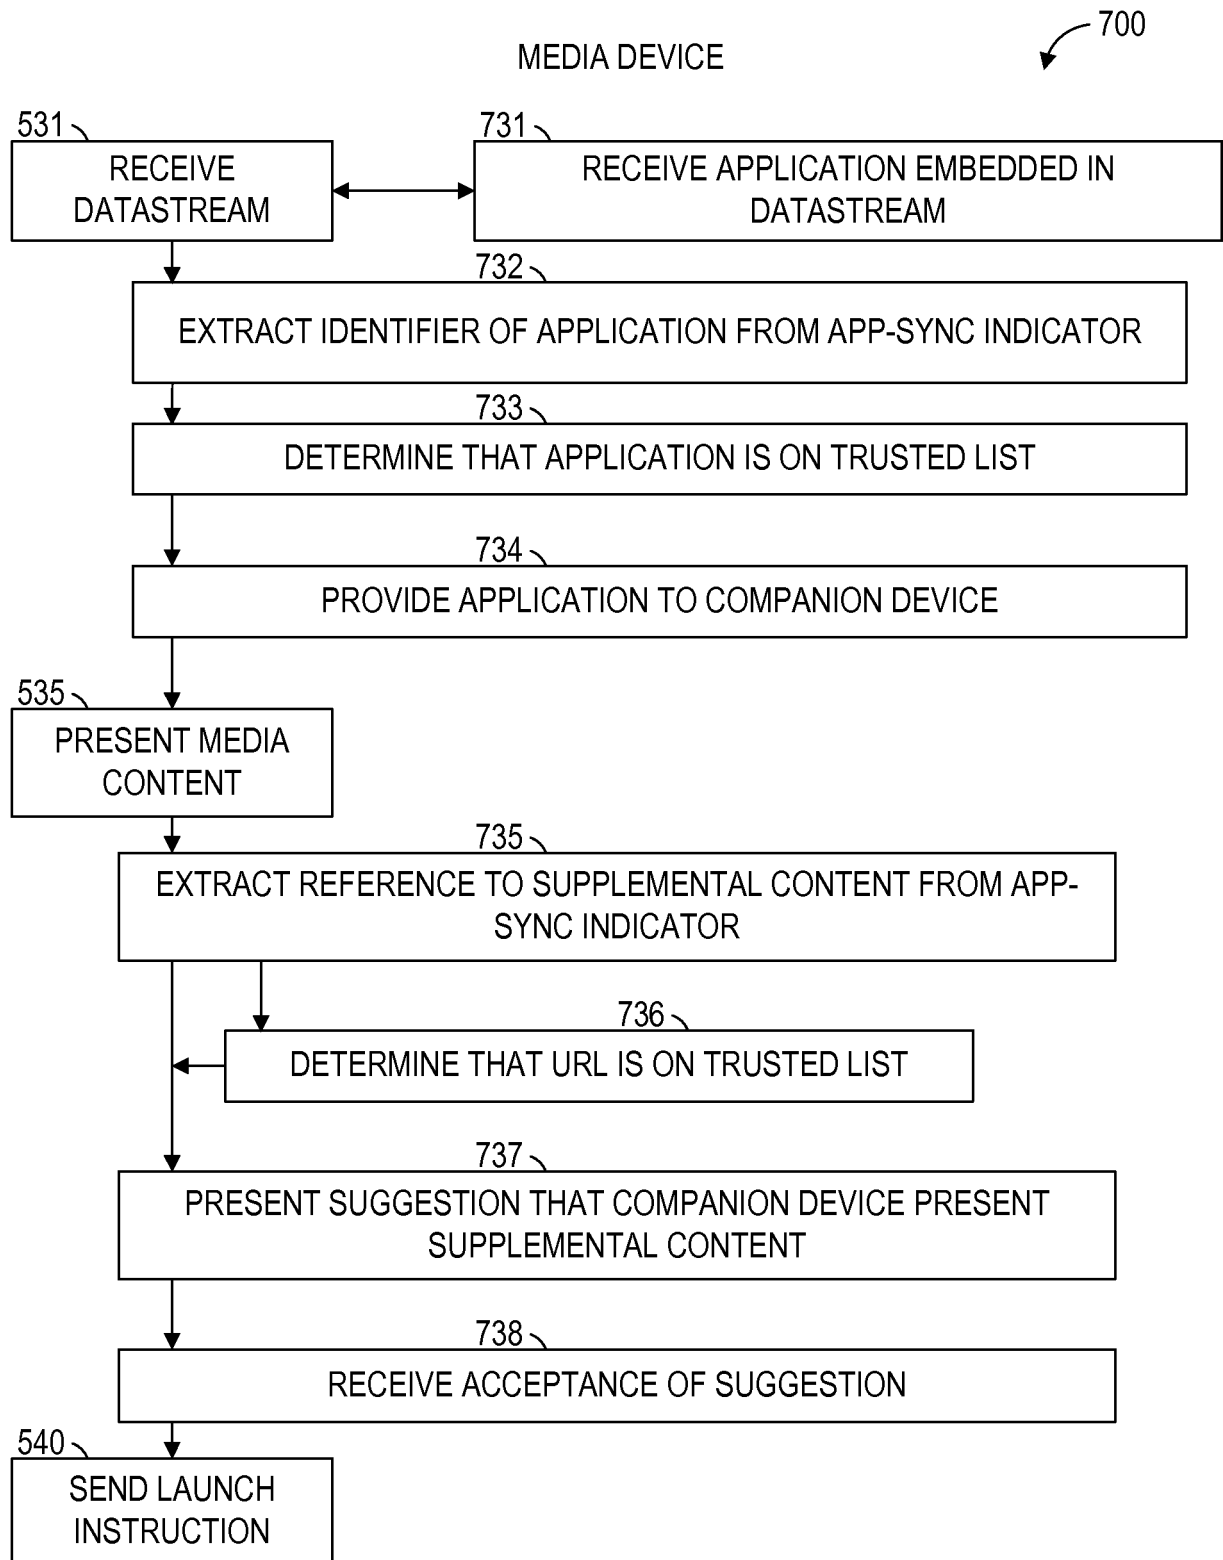 700
MEDIA DEVICE
531
RECEIVE
DATASTREAM
731
RECEIVE APPLICATION EMBEDDED IN
DATASTREAM
732
EXTRACT IDENTIFIER OF APPLICATION FROM APP-SYNC INDICATOR
733
DETERMINE THAT APPLICATION IS ON TRUSTED LIST
734
PROVIDE APPLICATION TO COMPANION DEVICE
535
PRESENT MEDIA
CONTENT
735
EXTRACT REFERENCE TO SUPPLEMENTAL CONTENT FROM APP-
SYNC INDICATOR
736
DETERMINE THAT URL IS ON TRUSTED LIST
737
PRESENT SUGGESTION THAT COMPANION DEVICE PRESENT
SUPPLEMENTAL CONTENT
738
RECEIVE ACCEPTANCE OF SUGGESTION
540
SEND LAUNCH
INSTRUCTION